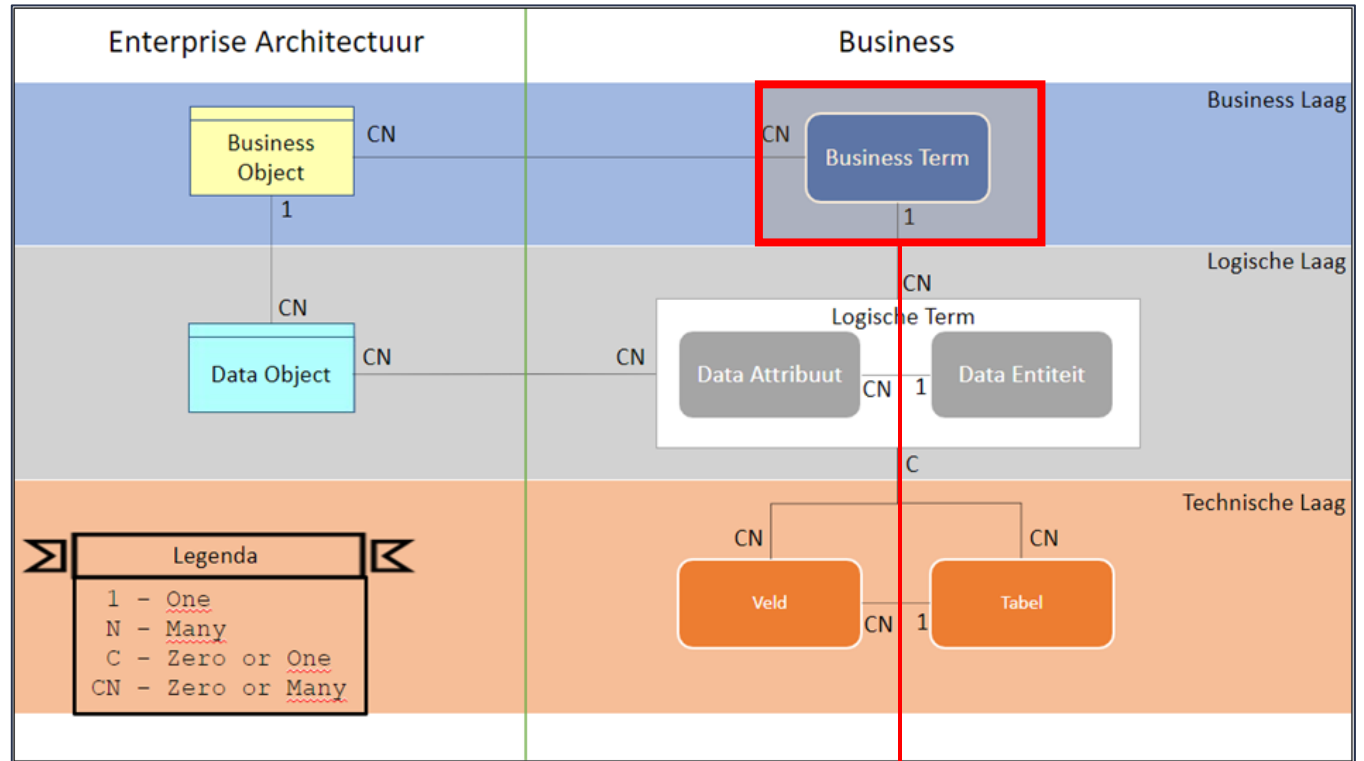 Enterprise Architectuur
Business
Business Laag
Business
Object
CN
CN
Business Term
1
1
Logische Laag
CN
CN
Logische Term
Data Object
CN
CN
Data Attribuut
CN
1
Data Entiteit
C
Technische Laag
CN
CN
Veld
CN
1
Tabel
Legenda
1 – One
N – Many
C – Zero or One
CN – Zero or Many